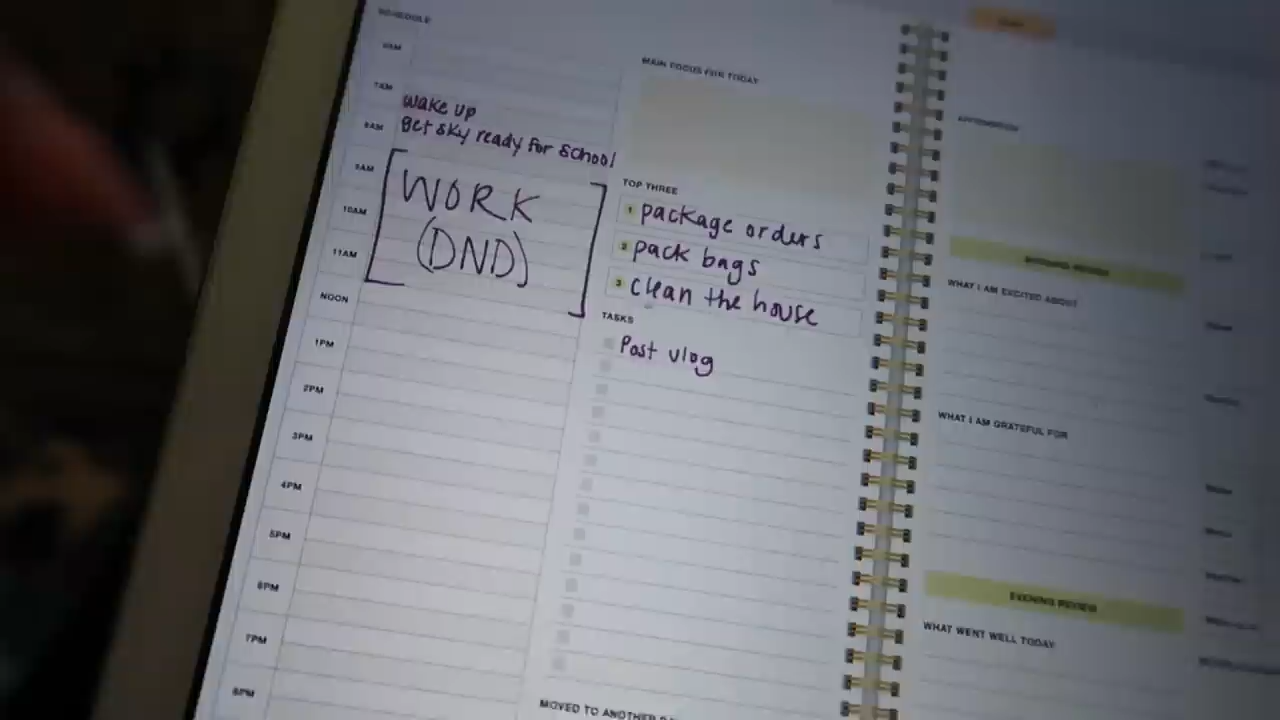 SCHEDULE
6AM
7AM
wake up
8AM
Get sky ready for school
9AM
WORK
10AM
(DND)
11AM
NOON
1PM
2PM
3PM
4PM
5PM
6PM
7PM
8PM
MAIN FOCUS FOR TODAY
TOP THREE
1 package orders
2 pack bags
3 clean the house
TASKS
Post vlog
MOVED TO ANOTHER
AFFIRMATION
WHAT I AM EXCITED ABOUT
WHAT I AM GRATEFUL FOR
EVENING REVIEW
WHAT WENT WELL TODAY